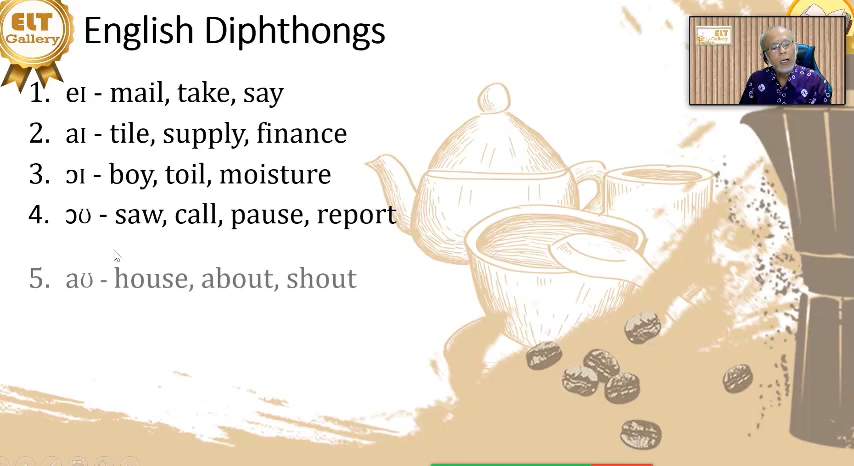 ELT
Gallery
English Diphthongs
1. eɪ - mail, take, say
2. aɪ - tile, supply, finance
3. ɔɪ - boy, toil, moisture
4. ɔʊ - saw, call, pause, report
5. aʊ - house, about, shout
ELT